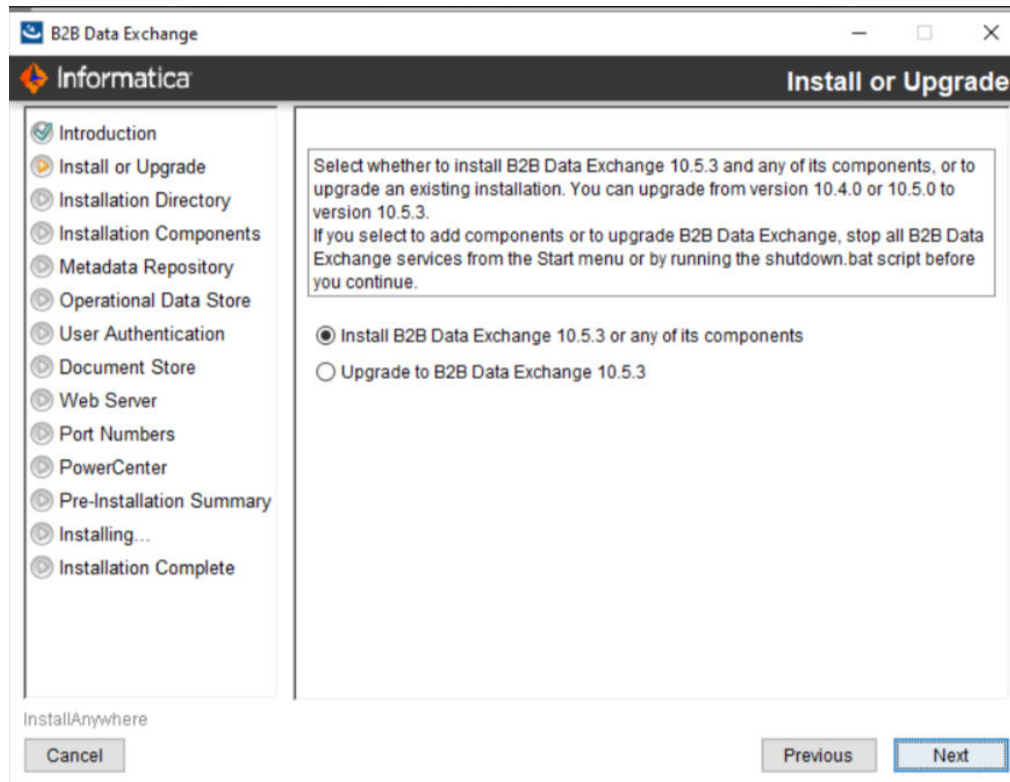 B2B Data Exchange
Informatica
Install or Upgrade
Introduction
Install or Upgrade
Installation Directory
Installation Components
Metadata Repository
Operational Data Store
User Authentication
Document Store
Web Server
Port Numbers
PowerCenter
Pre-Installation Summary
Installing...
Installation Complete
Select whether to install B2B Data Exchange 10.5.3 and any of its components, or to
upgrade an existing installation. You can upgrade from version 10.4.0 or 10.5.0 to
version 10.5.3.
If you select to add components or to upgrade B2B Data Exchange, stop all B2B Data
Exchange services from the Start menu or by running the shutdown.bat script before
you continue.
Install B2B Data Exchange 10.5.3 or any of its components
Upgrade to B2B Data Exchange 10.5.3
InstallAnywhere
Cancel
Previous
Next